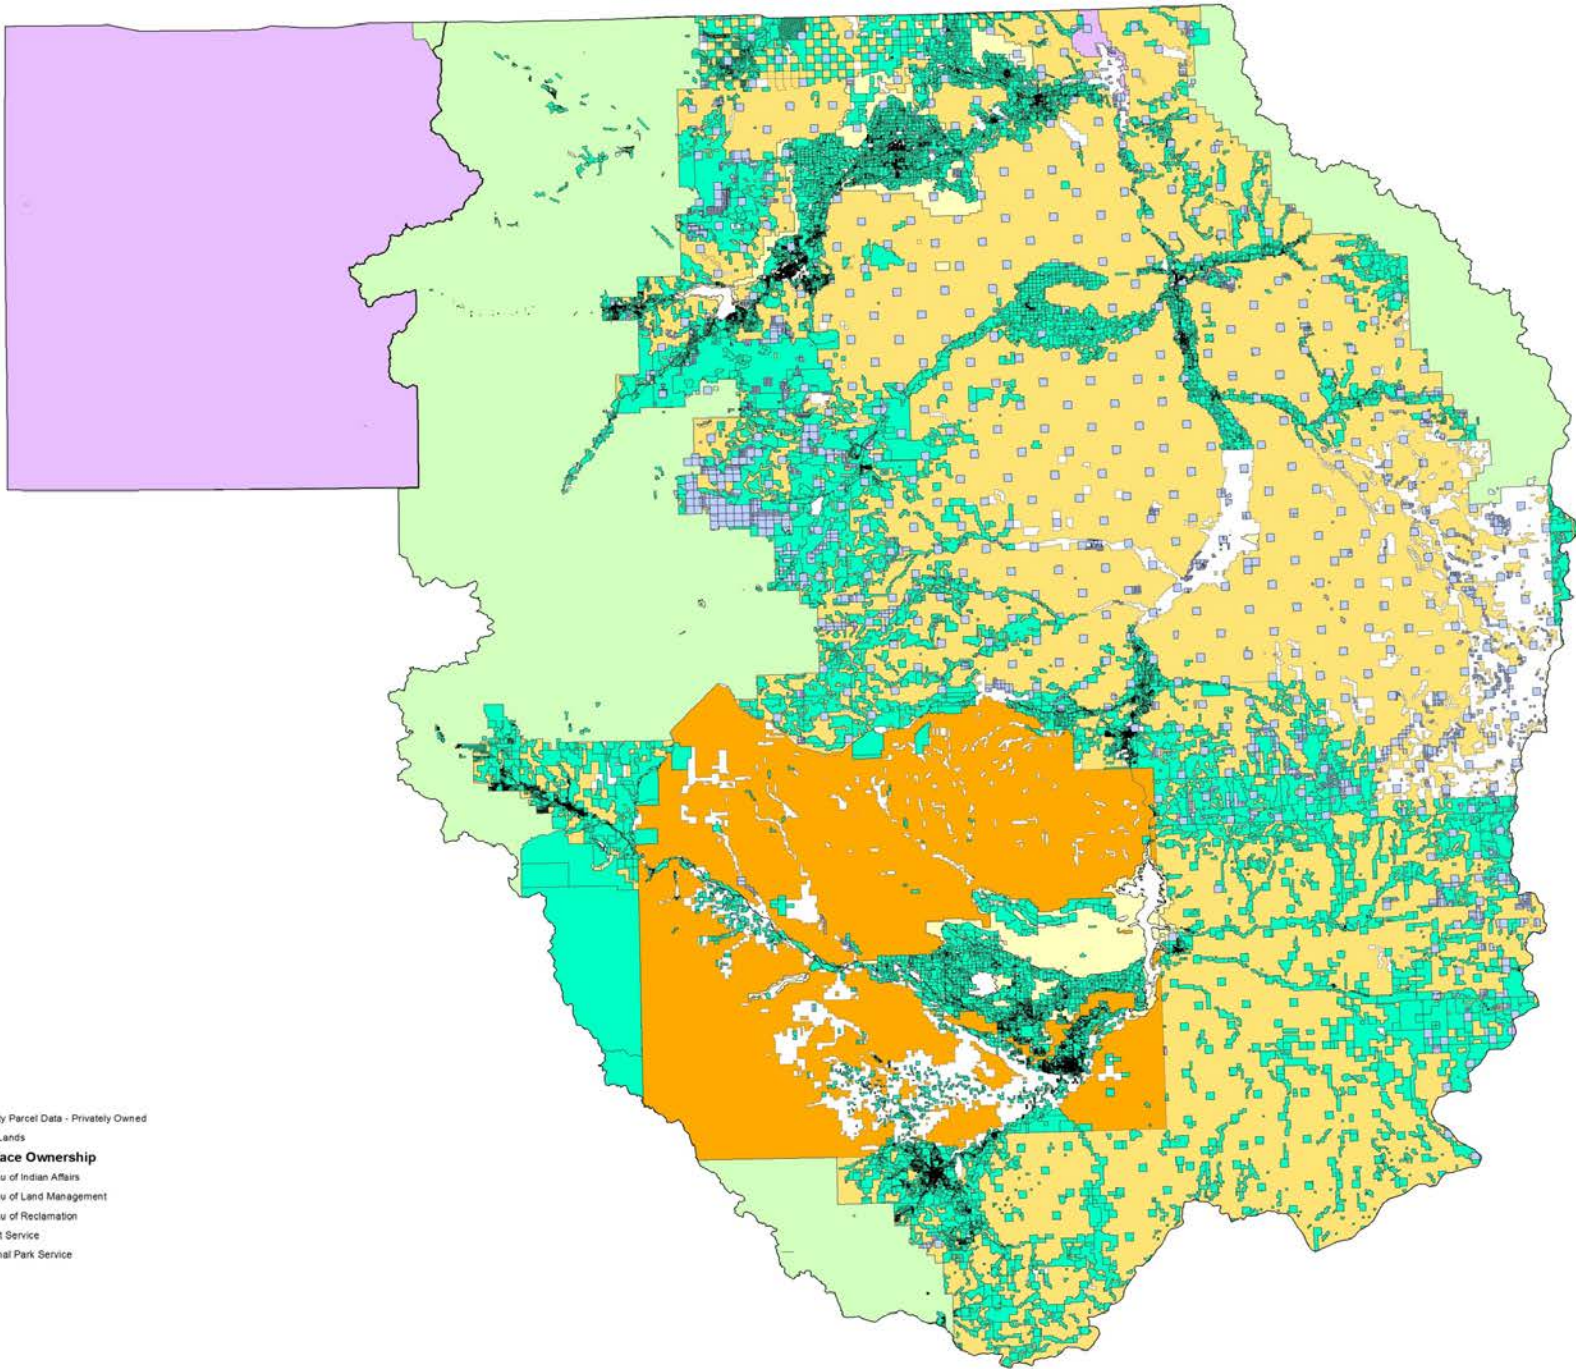 y Parcel Data - Privately Owned
Lands
ace Ownership
u of Indian Affairs
u of Land Management
u of Reclamation
t Service
nal Park Service